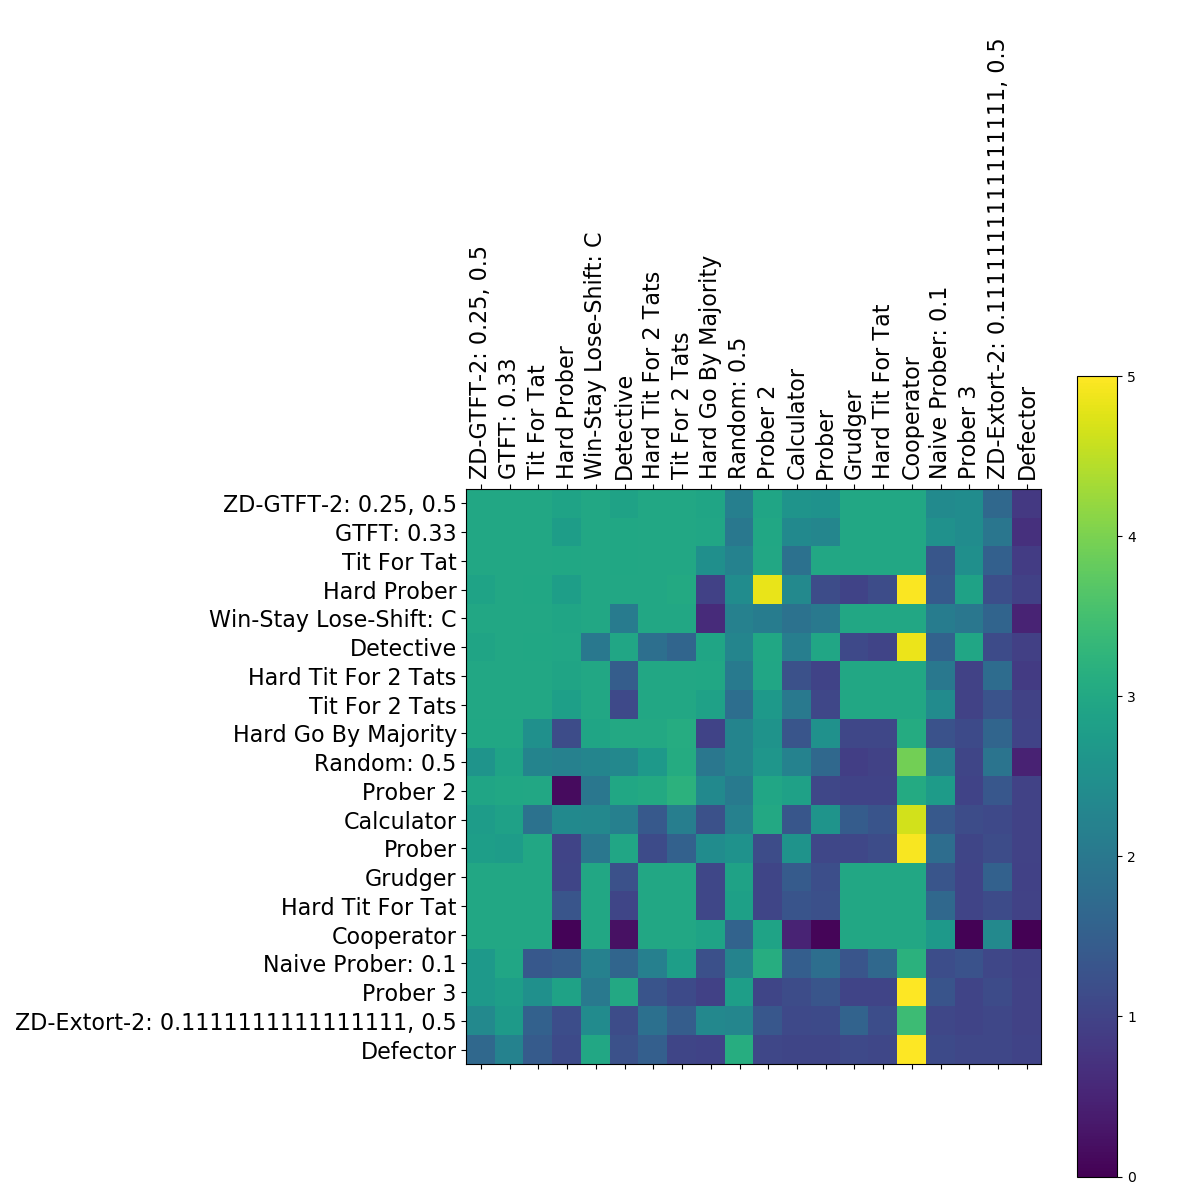 ZD-GTFT-2: 0.25, 0.5
GTFT: 0.33
Tit For Tat
Hard Prober
Win-Stay Lose-Shift: C
Detective
Hard Tit For 2 Tats
Tit For 2 Tats
Hard Go By Majority
Random: 0.5
Prober 2
Calculator
Prober
Grudger
Hard Tit For Tat
Cooperator
Naive Prober: 0.1
Prober 3
ZD-Extort-2: 0.1111111111111111, 0.5
Defector
ZD-GTFT-2: 0.25, 0.5
GTFT: 0.33
Tit For Tat
Hard Prober
Win-Stay Lose-Shift: C
Detective
Hard Tit For 2 Tats
Tit For 2 Tats
Hard Go By Majority
Random: 0.5
Prober 2
Calculator
Prober
Grudger
Hard Tit For Tat
Cooperator
Naive Prober: 0.1
Prober 3
ZD-Extort-2: 0.1111111111111111, 0.5
Defector
5
4
3
2
1
0